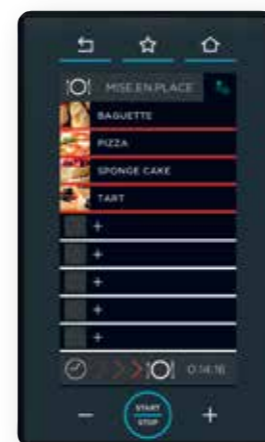 MISE.EN.PLACE
BAGUETTE
PIZZA
SPONGE CAKE
TART
+
+
+
+
0:14:16
−
START
STOP
+